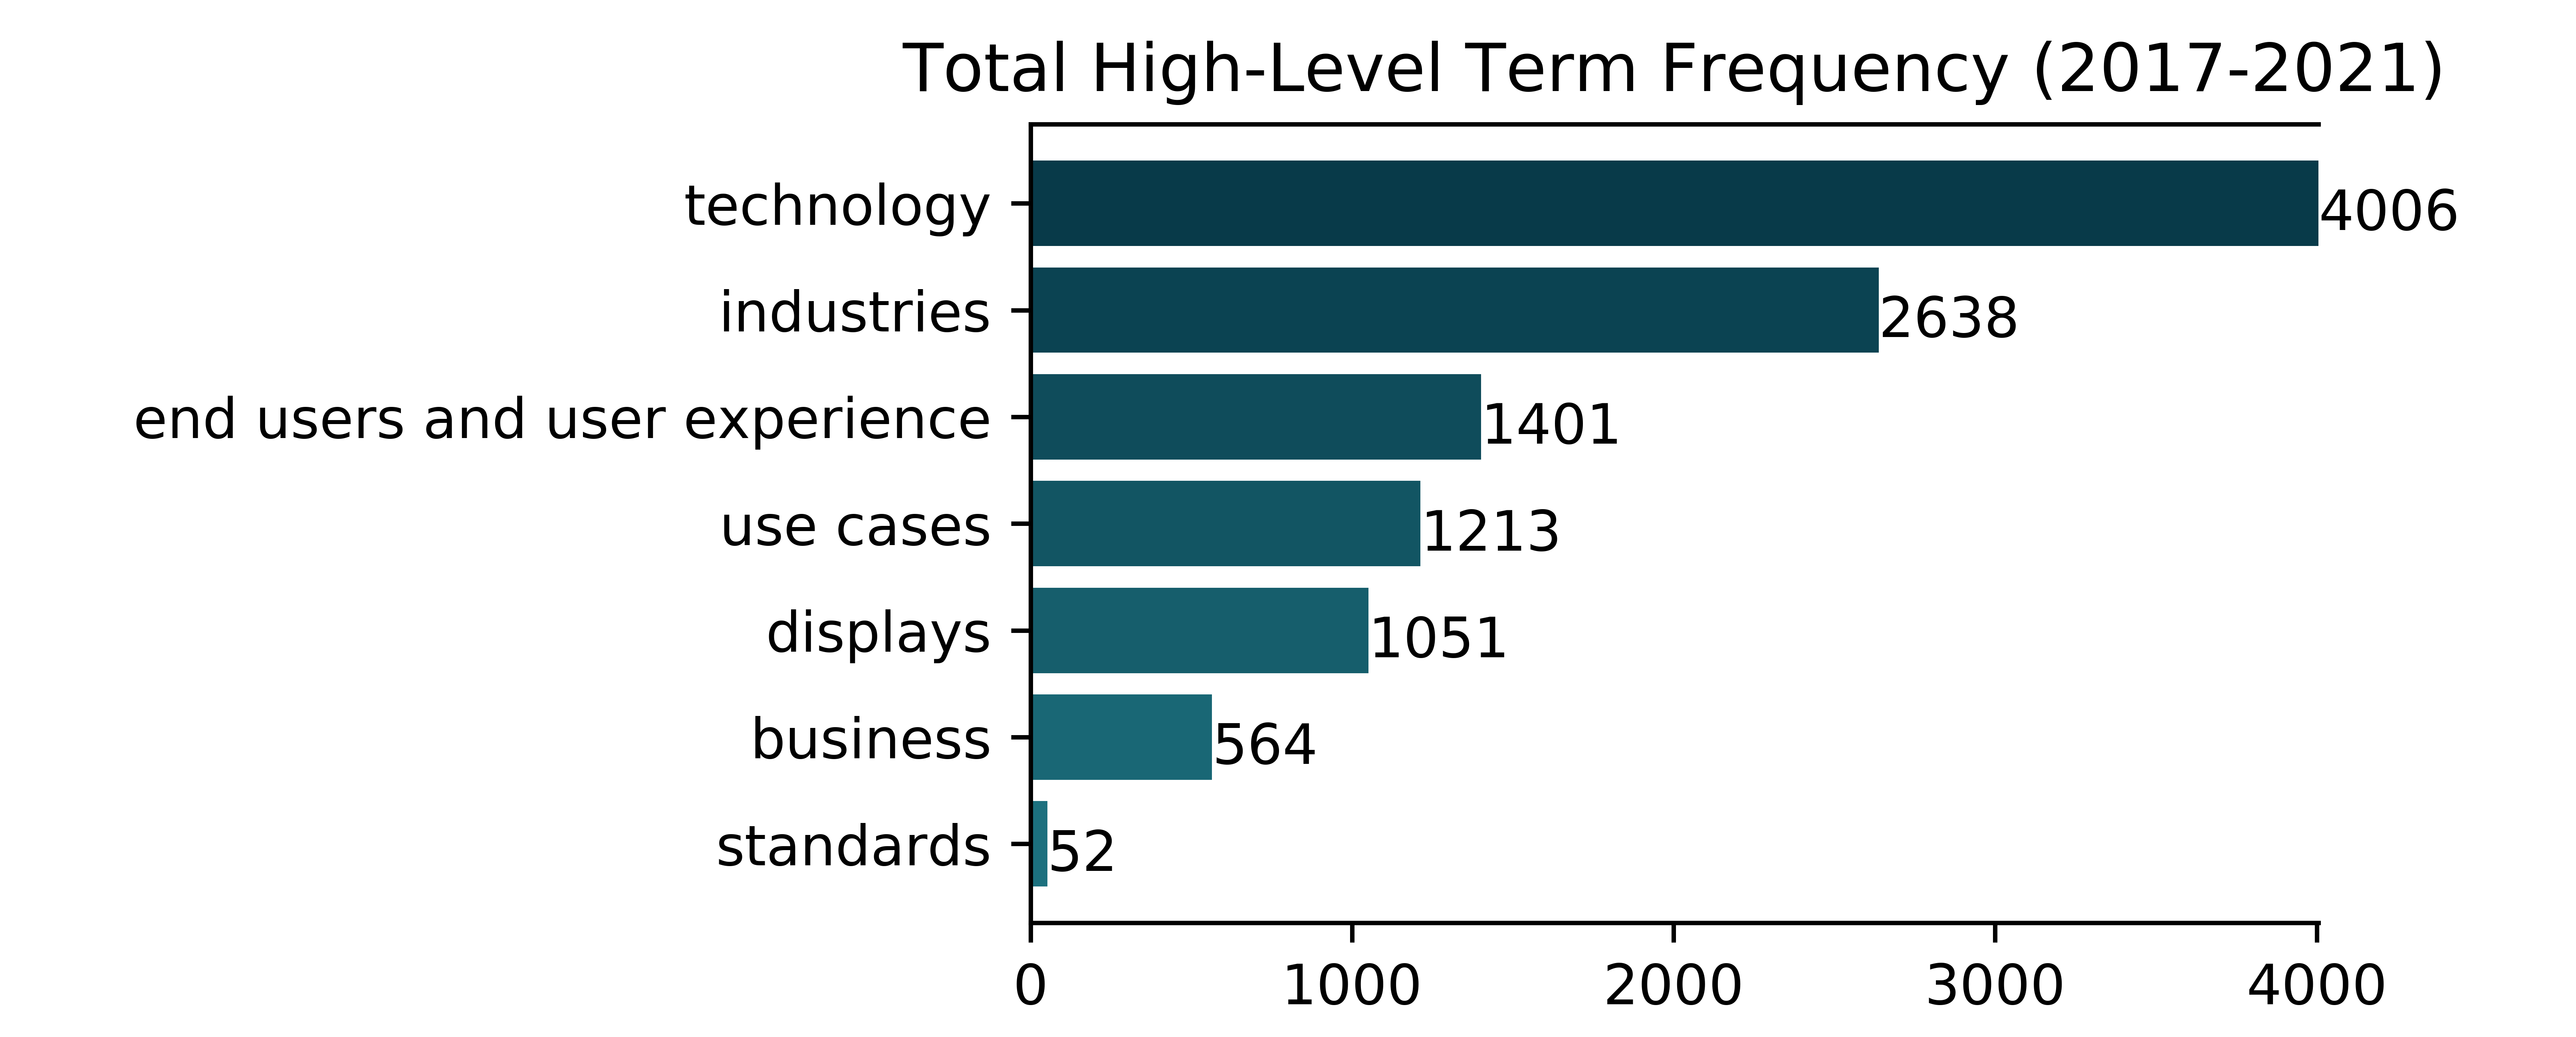 Total High-Level Term Frequency (2017-2021)
technology 4006
industries 2638
end users and user experience 1401
use cases 1213
displays 1051
business 564
standards 52
0 1000 2000 3000 4000